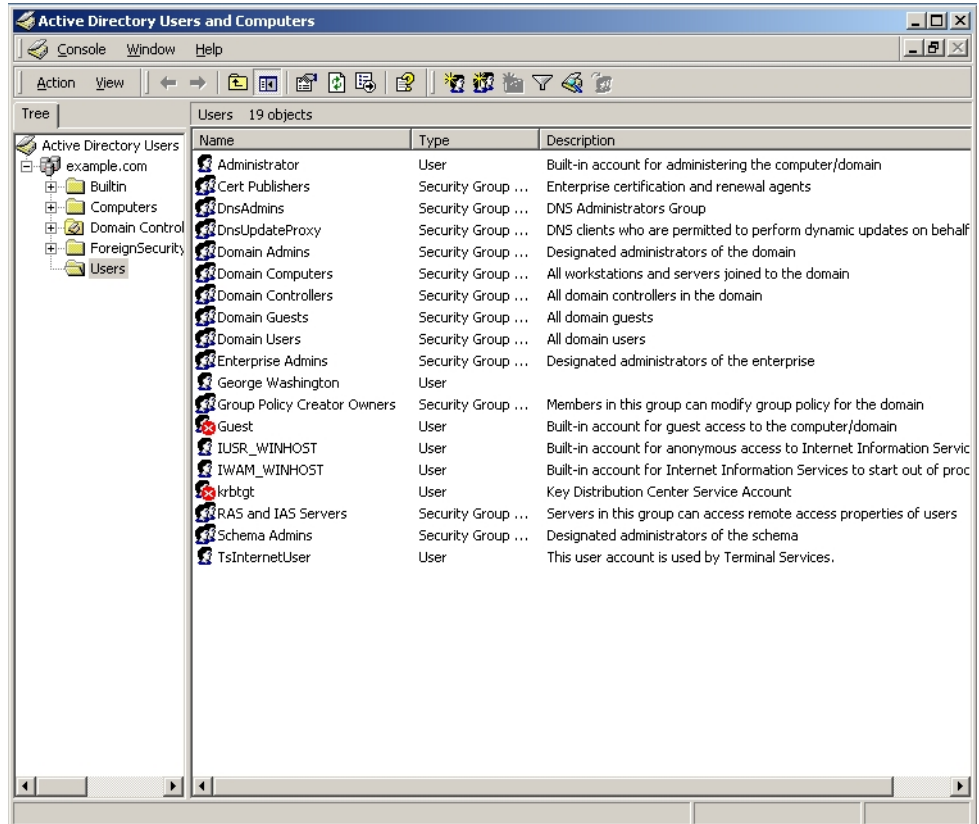 Active Directory Users and Computers
Console Window Help
Action View
Tree
Users 19 objects
Active Directory Users
example.com
Builtin
Computers
Domain Control
ForeignSecurity
Users
Name Type Description
Administrator User Built-in account for administering the computer/domain
Cert Publishers Security Group ... Enterprise certification and renewal agents
DnsAdmins Security Group ... DNS Administrators Group
DnsUpdateProxy Security Group ... DNS clients who are permitted to perform dynamic updates on behalf
Domain Admins Security Group ... Designated administrators of the domain
Domain Computers Security Group ... All workstations and servers joined to the domain
Domain Controllers Security Group ... All domain controllers in the domain
Domain Guests Security Group ... All domain guests
Domain Users Security Group ... All domain users
Enterprise Admins Security Group ... Designated administrators of the enterprise
George Washington User
Group Policy Creator Owners Security Group ... Members in this group can modify group policy for the domain
Guest User Built-in account for guest access to the computer/domain
IUSR_WINHOST User Built-in account for anonymous access to Internet Information Servic
IWAM_WINHOST User Built-in account for Internet Information Services to start out of proc
krbtgt User Key Distribution Center Service Account
RAS and IAS Servers Security Group ... Servers in this group can access remote access properties of users
Schema Admins Security Group ... Designated administrators of the schema
TsInternetUser User This user account is used by Terminal Services.